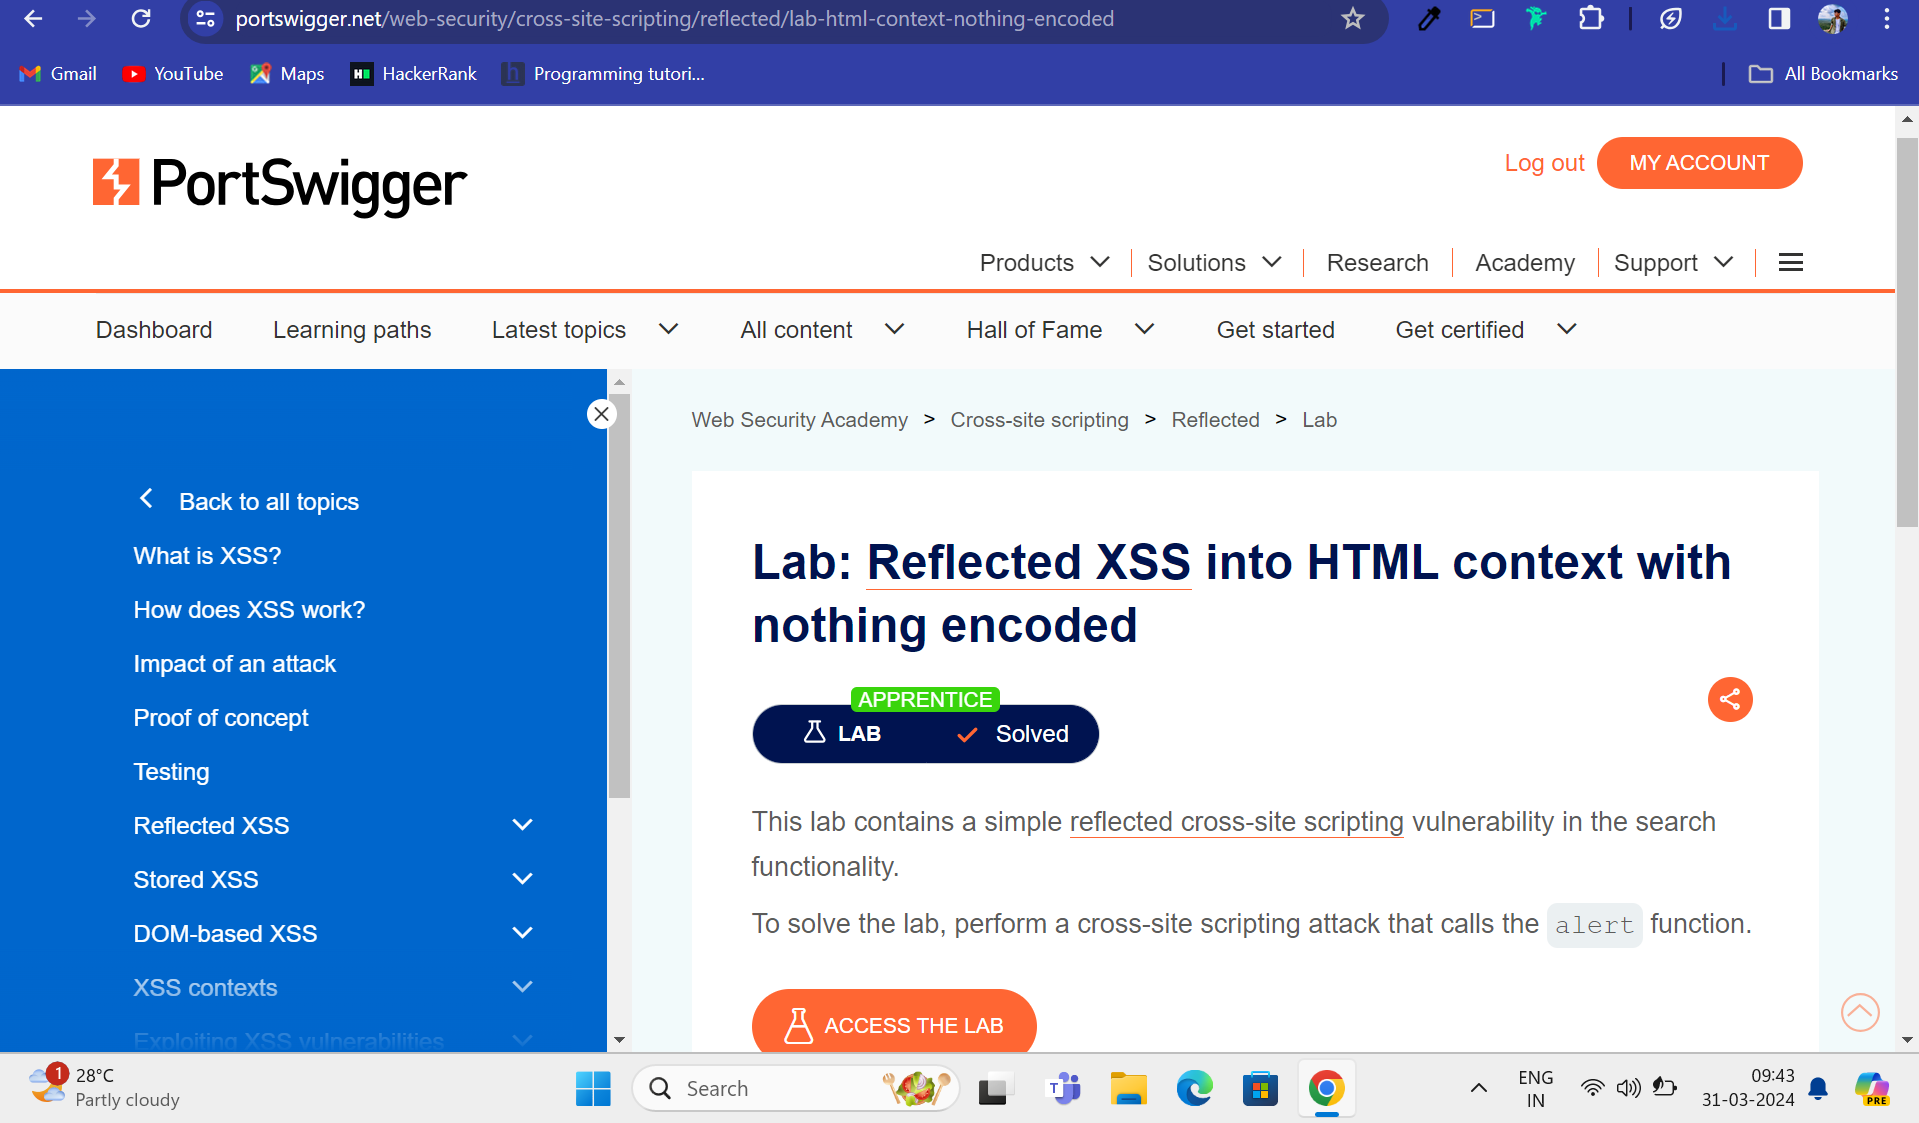 portswigger.net/web-security/cross-site-scripting/reflected/lab-html-context-nothing-encoded
Gmail YouTube Maps HackerRank Programming tutori... All Bookmarks
PortSwigger
Log out MY ACCOUNT
Products Solutions Research Academy Support
Dashboard Learning paths Latest topics All content Hall of Fame Get started Get certified
Back to all topics
What is XSS?
How does XSS work?
Impact of an attack
Proof of concept
Testing
Reflected XSS
Stored XSS
DOM-based XSS
XSS contexts
Exploiting XSS vulnerabilities
Web Security Academy > Cross-site scripting > Reflected > Lab
Lab: Reflected XSS into HTML context with
nothing encoded
APPRENTICE
LAB Solved
This lab contains a simple reflected cross-site scripting vulnerability in the search
functionality.
To solve the lab, perform a cross-site scripting attack that calls the alert function.
ACCESS THE LAB
1
28°C
Partly cloudy
Search
T
ENG
IN
09:43
31-03-2024
PRE